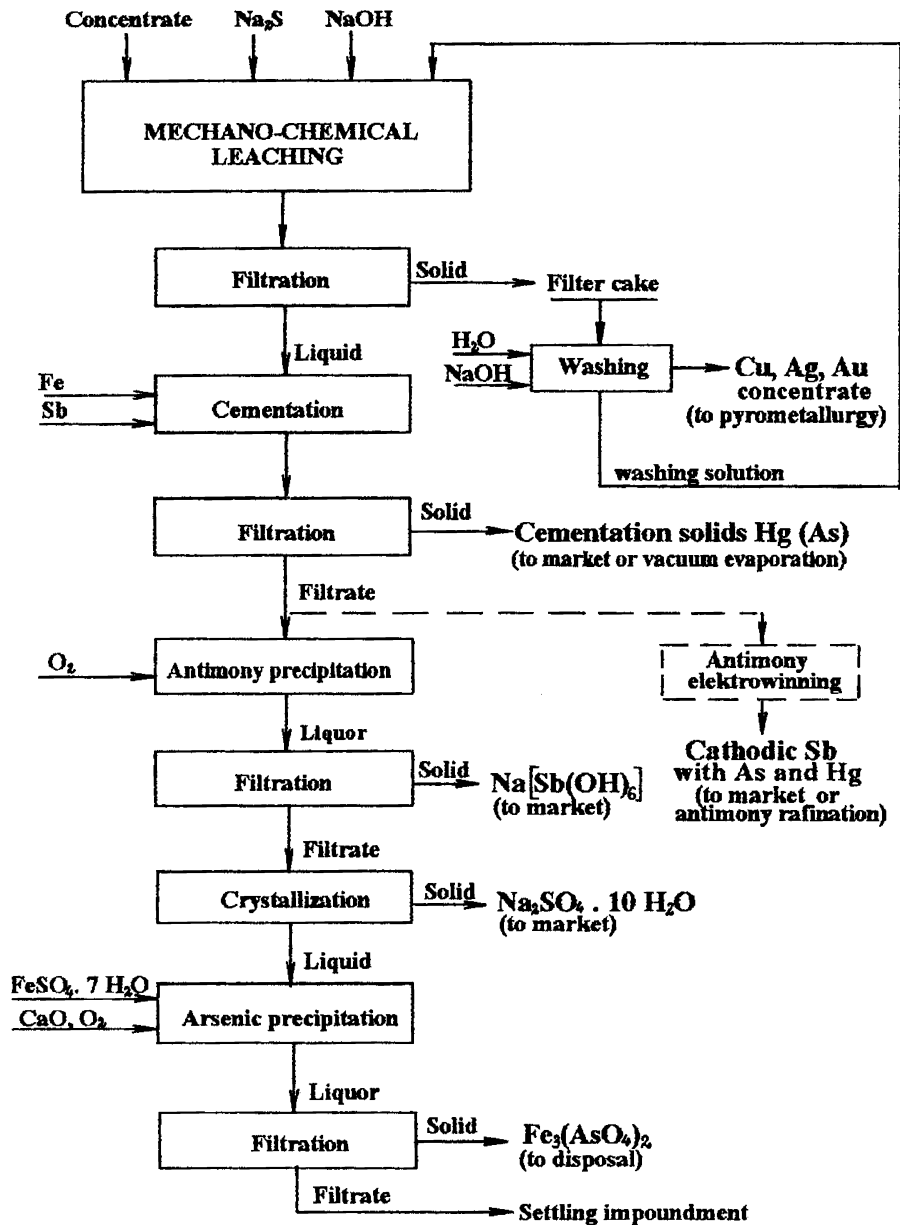 Concentrate
Na₂S
NaOH
MECHANO-CHEMICAL
LEACHING
Filtration
Solid
Filter cake
Liquid
H₂O
NaOH
Washing
Cu, Ag, Au
concentrate
(to pyrometallurgy)
Fe
Sb
Cementation
washing solution
Filtration
Solid
Cementation solids Hg (As)
(to market or vacuum evaporation)
Filtrate
O₂
Antimony precipitation
Antimony
elektrowinning
Liquor
Cathodic Sb
with As and Hg
(to market or
antimony rafination)
Filtration
Solid
Na[Sb(OH)₆]
(to market)
Filtrate
Crystallization
Solid
Na₂SO₄ . 10 H₂O
(to market)
Liquid
FeSO₄. 7 H₂O
CaO, O₂
Arsenic precipitation
Liquor
Filtration
Solid
Fe₃(AsO₄)₂
(to disposal)
Filtrate
Settling impoundment